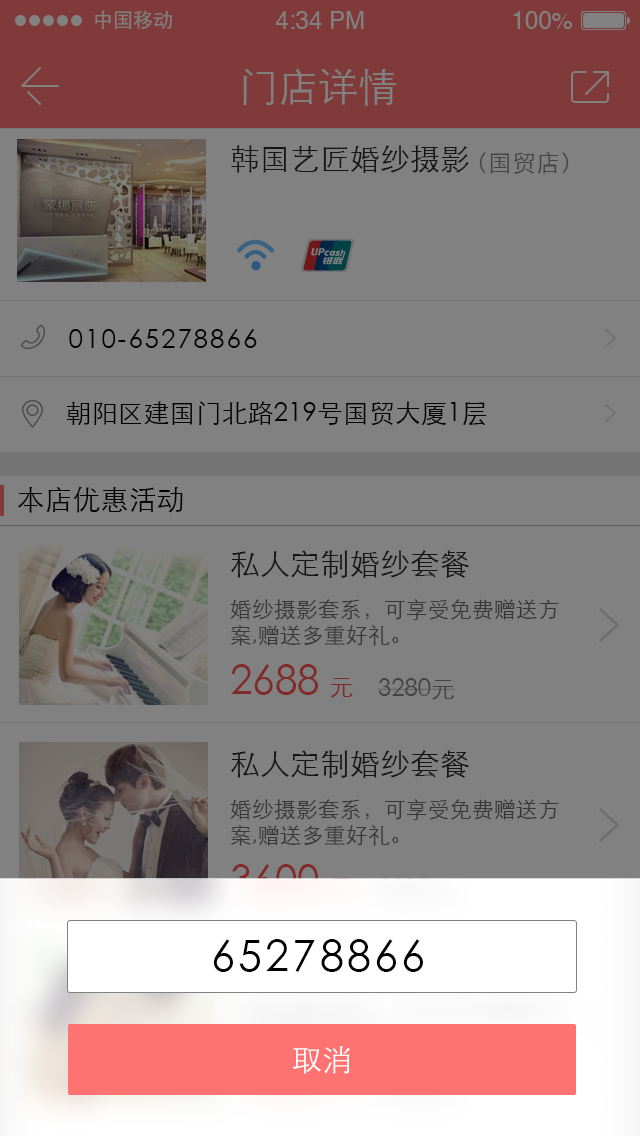 中国移动 4:34 PM 100%
门店详情
蒙娜丽莎
韩国艺匠婚纱摄影（国贸店）
UPcash
银联
010-65278866
朝阳区建国门北路219号国贸大厦1层
本店优惠活动
私人定制婚纱套餐
婚纱摄影套系，可享受免费赠送方
案,赠送多重好礼。
2688 元 3280元
私人定制婚纱套餐
婚纱摄影套系，可享受免费赠送方
案,赠送多重好礼。
65278866
取消